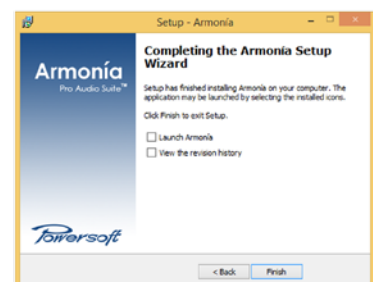 Setup - Armonía
Armonía
Pro Audio Suite™
Completing the Armonía Setup
Wizard
Setup has finished installing Armonía on your computer. The
application may be launched by selecting the installed icons.
Click Finish to exit Setup.
Launch Armonía
View the revision history
Powersoft
< Back
Finish